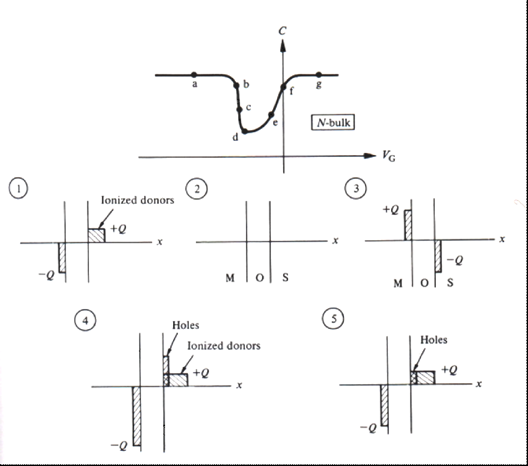 C
a
b
c
d
e
f
g
N-bulk
V_G
1
Ionized donors
+Q
x
−Q
2
x
M O S
3
+Q
x
−Q
M O S
4
Holes
Ionized donors
+Q
x
−Q
5
Holes
+Q
x
−Q